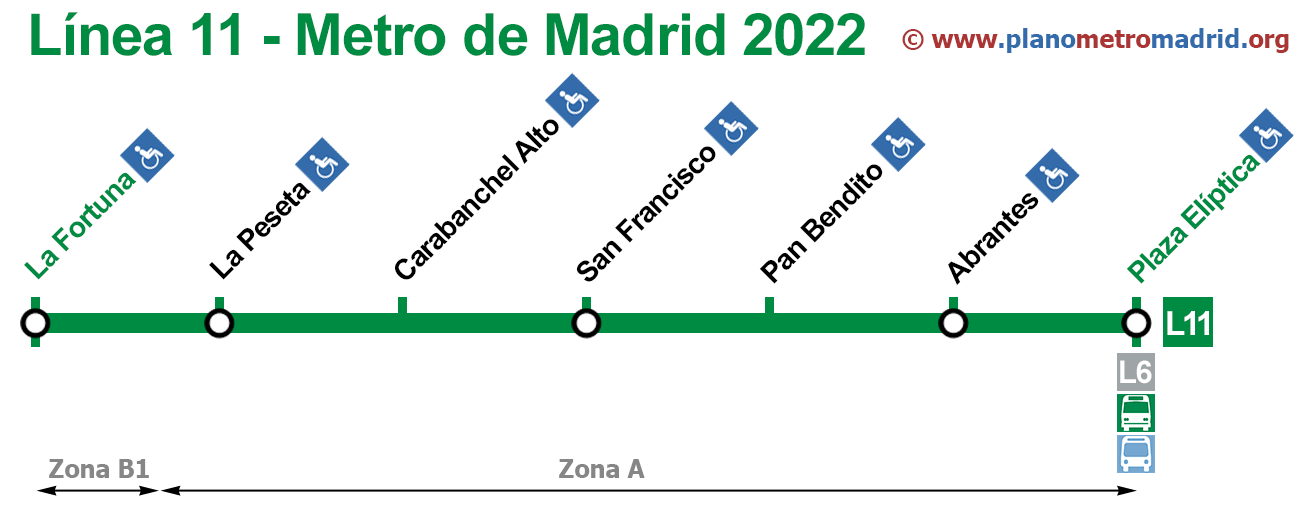 Línea 11 - Metro de Madrid 2022
© www.planometromadrid.org
La Fortuna
La Peseta
Carabanchel Alto
San Francisco
Pan Bendito
Abrantes
Plaza Elíptica
L11
L6
Zona B1
Zona A